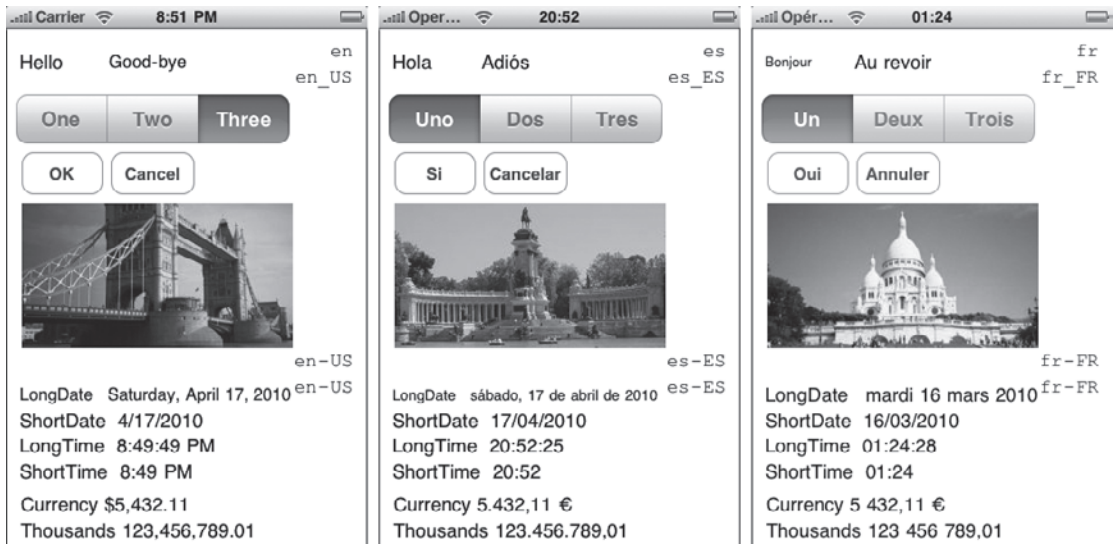 Carrier 8:51 PM
Hello Good-bye en
en_US
One Two Three
OK Cancel
en-US
LongDate Saturday, April 17, 2010 en-US
ShortDate 4/17/2010
LongTime 8:49:49 PM
ShortTime 8:49 PM
Currency $5,432.11
Thousands 123,456,789.01
Oper... 20:52
Hola Adiós es
es_ES
Uno Dos Tres
Si Cancelar
es-ES
LongDate sábado, 17 de abril de 2010 es-ES
ShortDate 17/04/2010
LongTime 20:52:25
ShortTime 20:52
Currency 5.432,11 €
Thousands 123.456.789,01
Opér... 01:24
Bonjour Au revoir fr
fr_FR
Un Deux Trois
Oui Annuler
fr-FR
LongDate mardi 16 mars 2010 fr-FR
ShortDate 16/03/2010
LongTime 01:24:28
ShortTime 01:24
Currency 5 432,11 €
Thousands 123 456 789,01